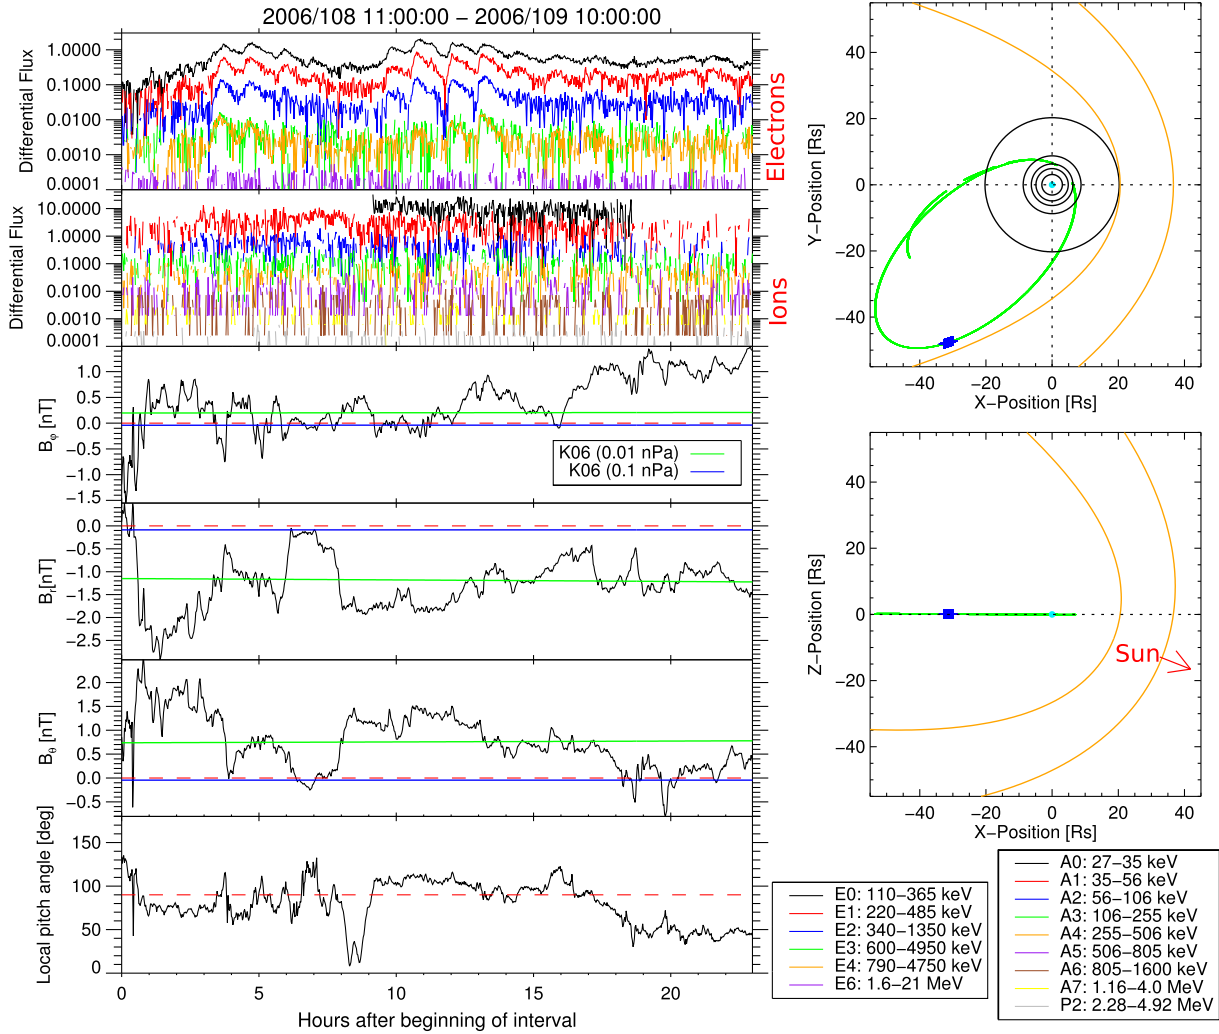 2006/108 11:00:00 − 2006/109 10:00:00
Differential Flux
1.0000
0.1000
0.0100
0.0010
0.0001
Electrons
Differential Flux
10.0000
1.0000
0.1000
0.0100
0.0010
0.0001
Ions
Bφ [nT]
1.0
0.5
0.0
−0.5
−1.0
−1.5
K06 (0.01 nPa)
K06 (0.1 nPa)
Br[nT]
0.0
−0.5
−1.0
−1.5
−2.0
−2.5
Bθ [nT]
2.0
1.5
1.0
0.5
0.0
−0.5
Local pitch angle [deg]
150
100
50
0
0 5 10 15 20
Hours after beginning of interval
Y−Position [Rs]
40
20
0
−20
−40
−40 −20 0 20 40
X−Position [Rs]
Z−Position [Rs]
40
20
0
−20
−40
Sun
−40 −20 0 20 40
X−Position [Rs]
E0: 110−365 keV
E1: 220−485 keV
E2: 340−1350 keV
E3: 600−4950 keV
E4: 790−4750 keV
E6: 1.6−21 MeV
A0: 27−35 keV
A1: 35−56 keV
A2: 56−106 keV
A3: 106−255 keV
A4: 255−506 keV
A5: 506−805 keV
A6: 805−1600 keV
A7: 1.16−4.0 MeV
P2: 2.28−4.92 MeV